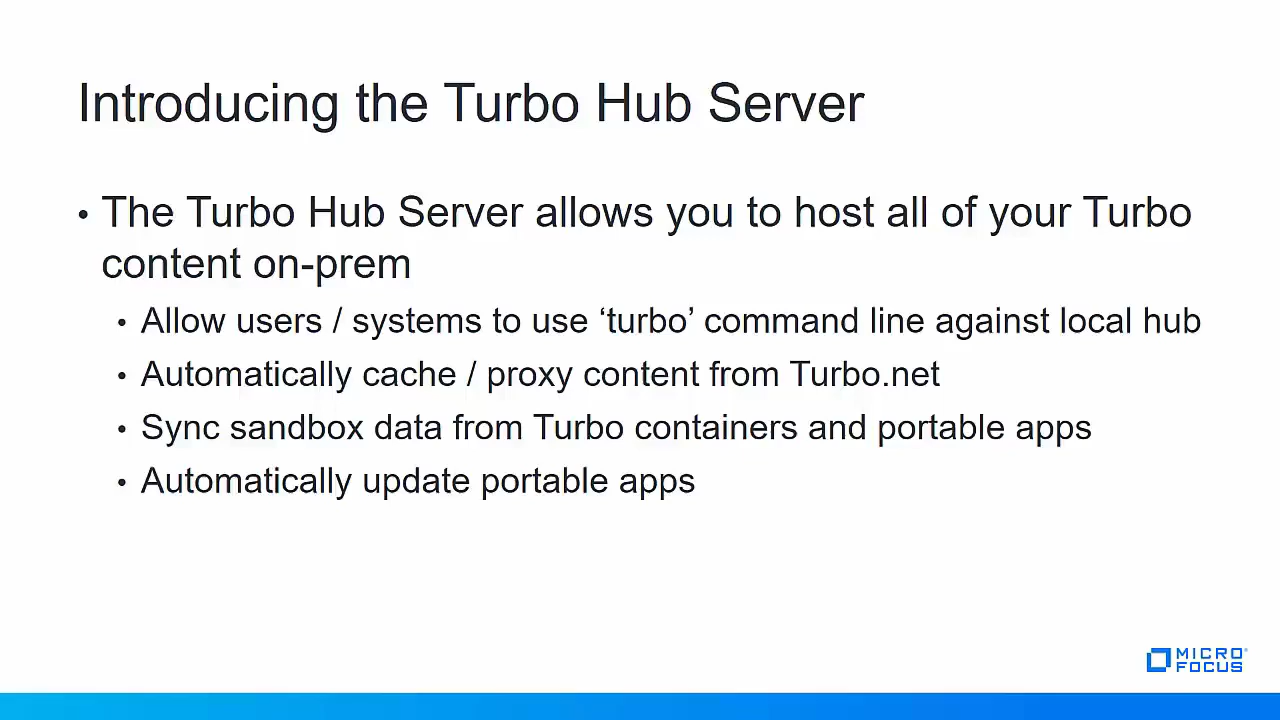 Introducing the Turbo Hub Server
• The Turbo Hub Server allows you to host all of your Turbo
content on-prem
• Allow users / systems to use ‘turbo’ command line against local hub
• Automatically cache / proxy content from Turbo.net
• Sync sandbox data from Turbo containers and portable apps
• Automatically update portable apps
MICRO
FOCUS